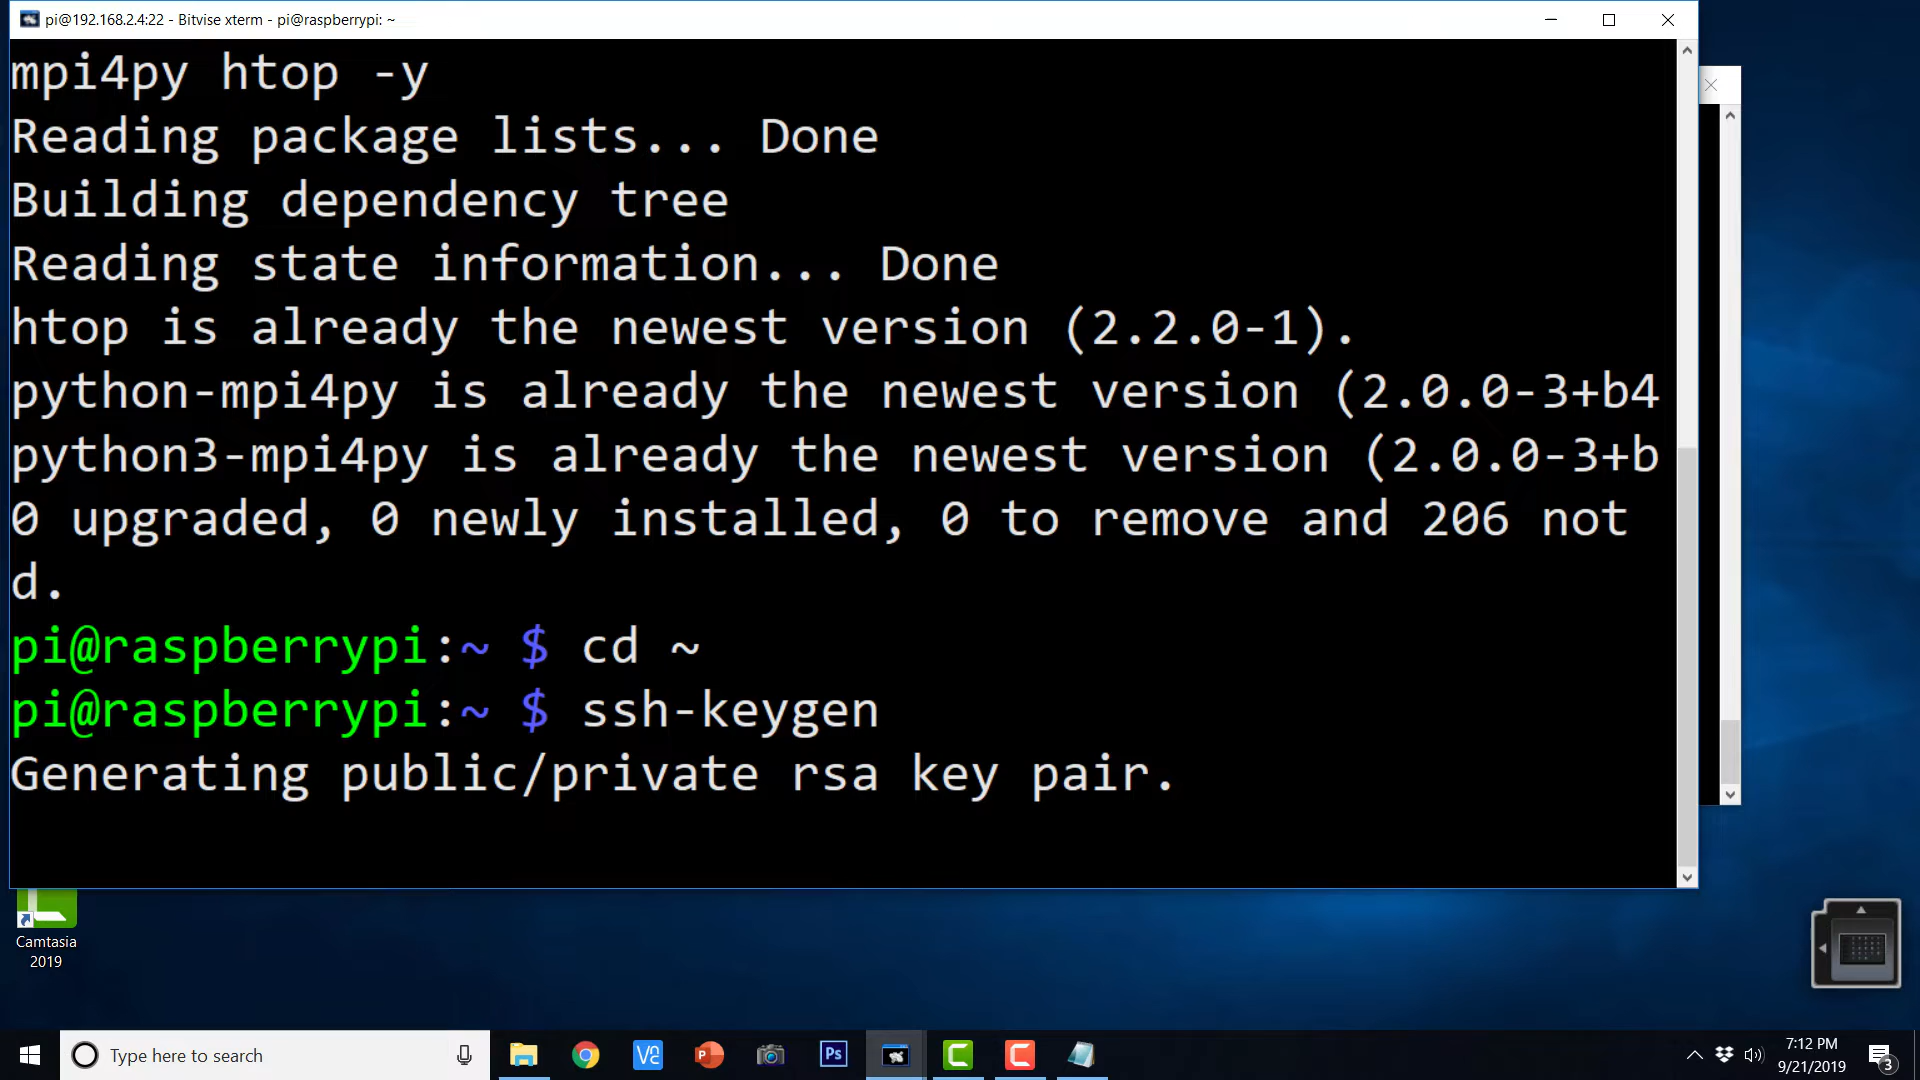 pi@192.168.2.4:22 - Bitvise xterm - pi@raspberrypi: ~
mpi4py htop -y
Reading package lists... Done
Building dependency tree
Reading state information... Done
htop is already the newest version (2.2.0-1).
python-mpi4py is already the newest version (2.0.0-3+b4
python3-mpi4py is already the newest version (2.0.0-3+b
0 upgraded, 0 newly installed, 0 to remove and 206 not
d.
pi@raspberrypi:~ $ cd ~
pi@raspberrypi:~ $ ssh-keygen
Generating public/private rsa key pair.
Camtasia
2019
Type here to search
V2
P
Ps
7:12 PM
9/21/2019
3